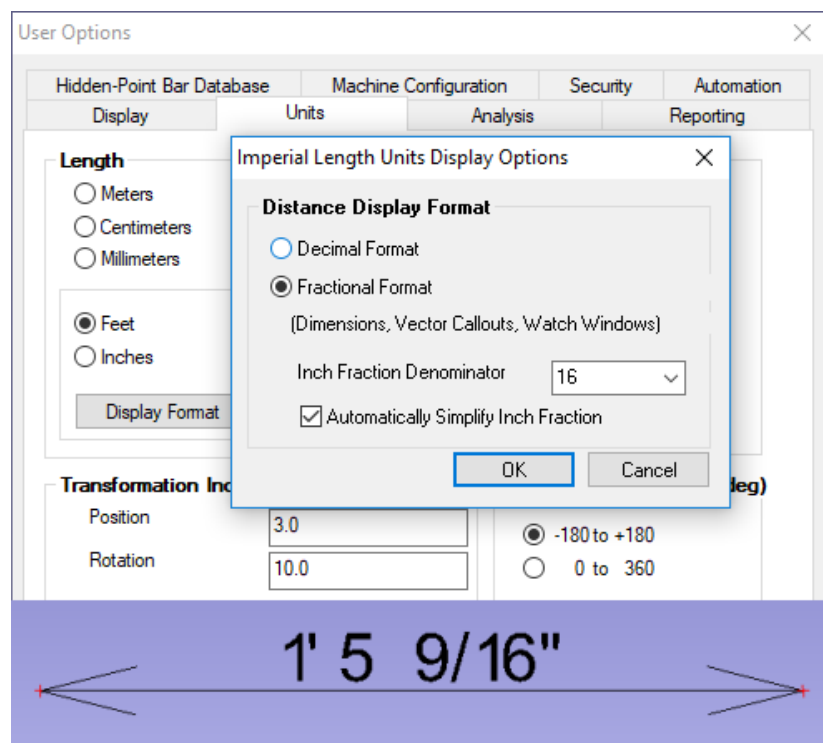 User Options
Hidden-Point Bar Database Machine Configuration Security Automation
Display Units Analysis Reporting
Length
Meters
Centimeters
Millimeters
Feet
Inches
Display Format
Imperial Length Units Display Options
Distance Display Format
Decimal Format
Fractional Format
(Dimensions, Vector Callouts, Watch Windows)
Inch Fraction Denominator 16
Automatically Simplify Inch Fraction
OK Cancel
Transformation Inc
deg)
Position 3.0
-180 to +180
Rotation 10.0
0 to 360
1' 5 9/16"